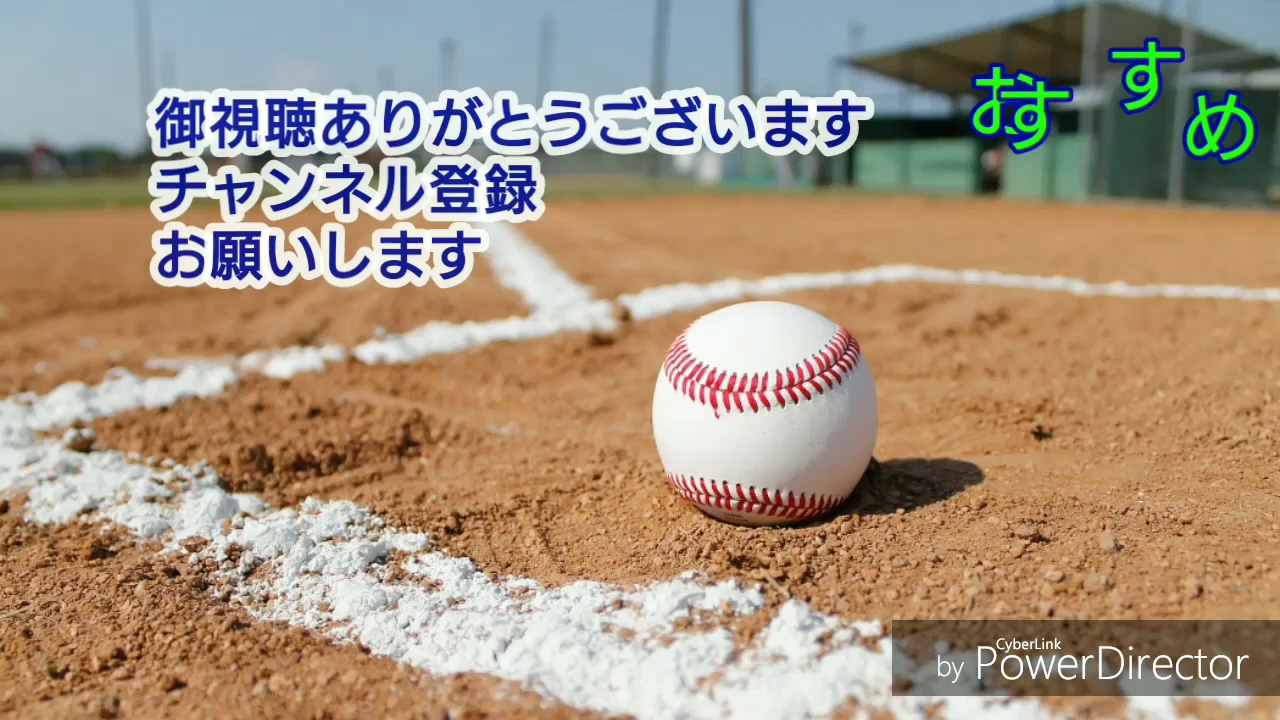 御視聴ありがとうございます
チャンネル登録
お願いします
おすすめ
CyberLink
by PowerDirector